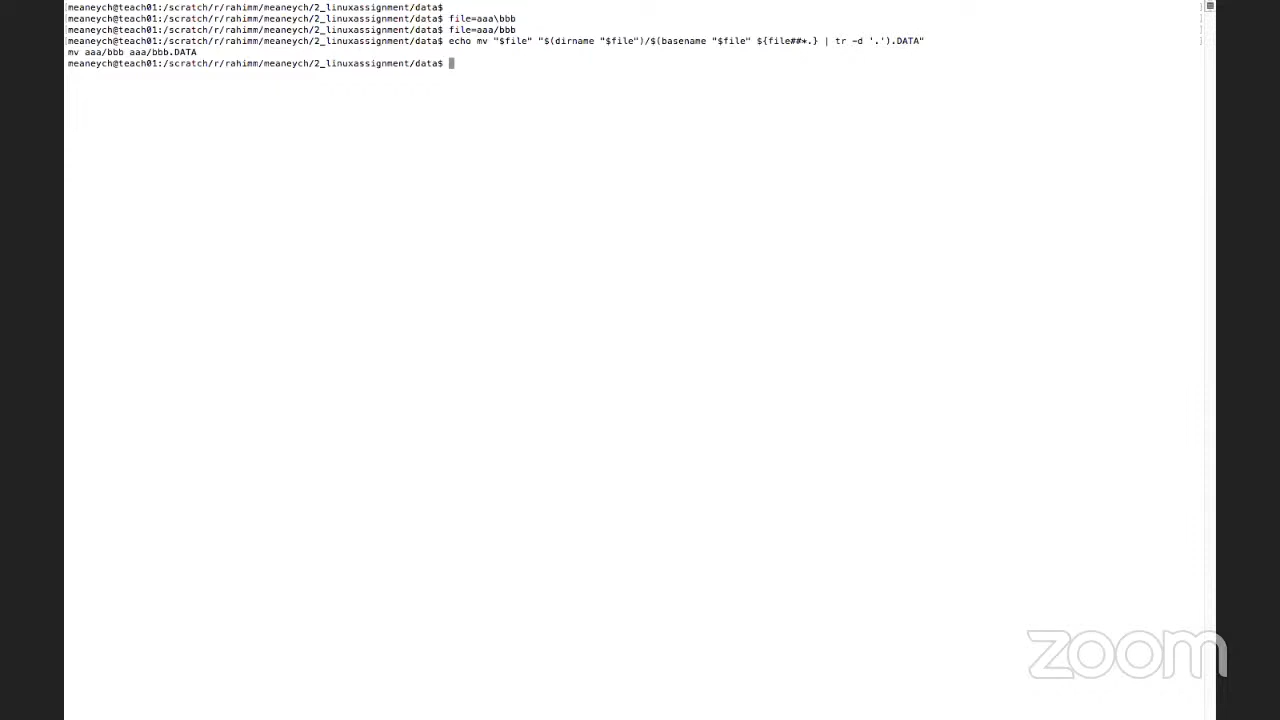 [meaneych@teach01:/scratch/r/rahimm/meaneych/2_linuxassignment/data$ ]
[meaneych@teach01:/scratch/r/rahimm/meaneych/2_linuxassignment/data$ file=aaa\bbb ]
[meaneych@teach01:/scratch/r/rahimm/meaneych/2_linuxassignment/data$ file=aaa/bbb ]
[meaneych@teach01:/scratch/r/rahimm/meaneych/2_linuxassignment/data$ echo mv "$file" "$(dirname "$file")/$(basename "$file" ${file##*.} | tr -d '.').DATA" ]
mv aaa/bbb aaa/bbb.DATA
meaneych@teach01:/scratch/r/rahimm/meaneych/2_linuxassignment/data$
zoom